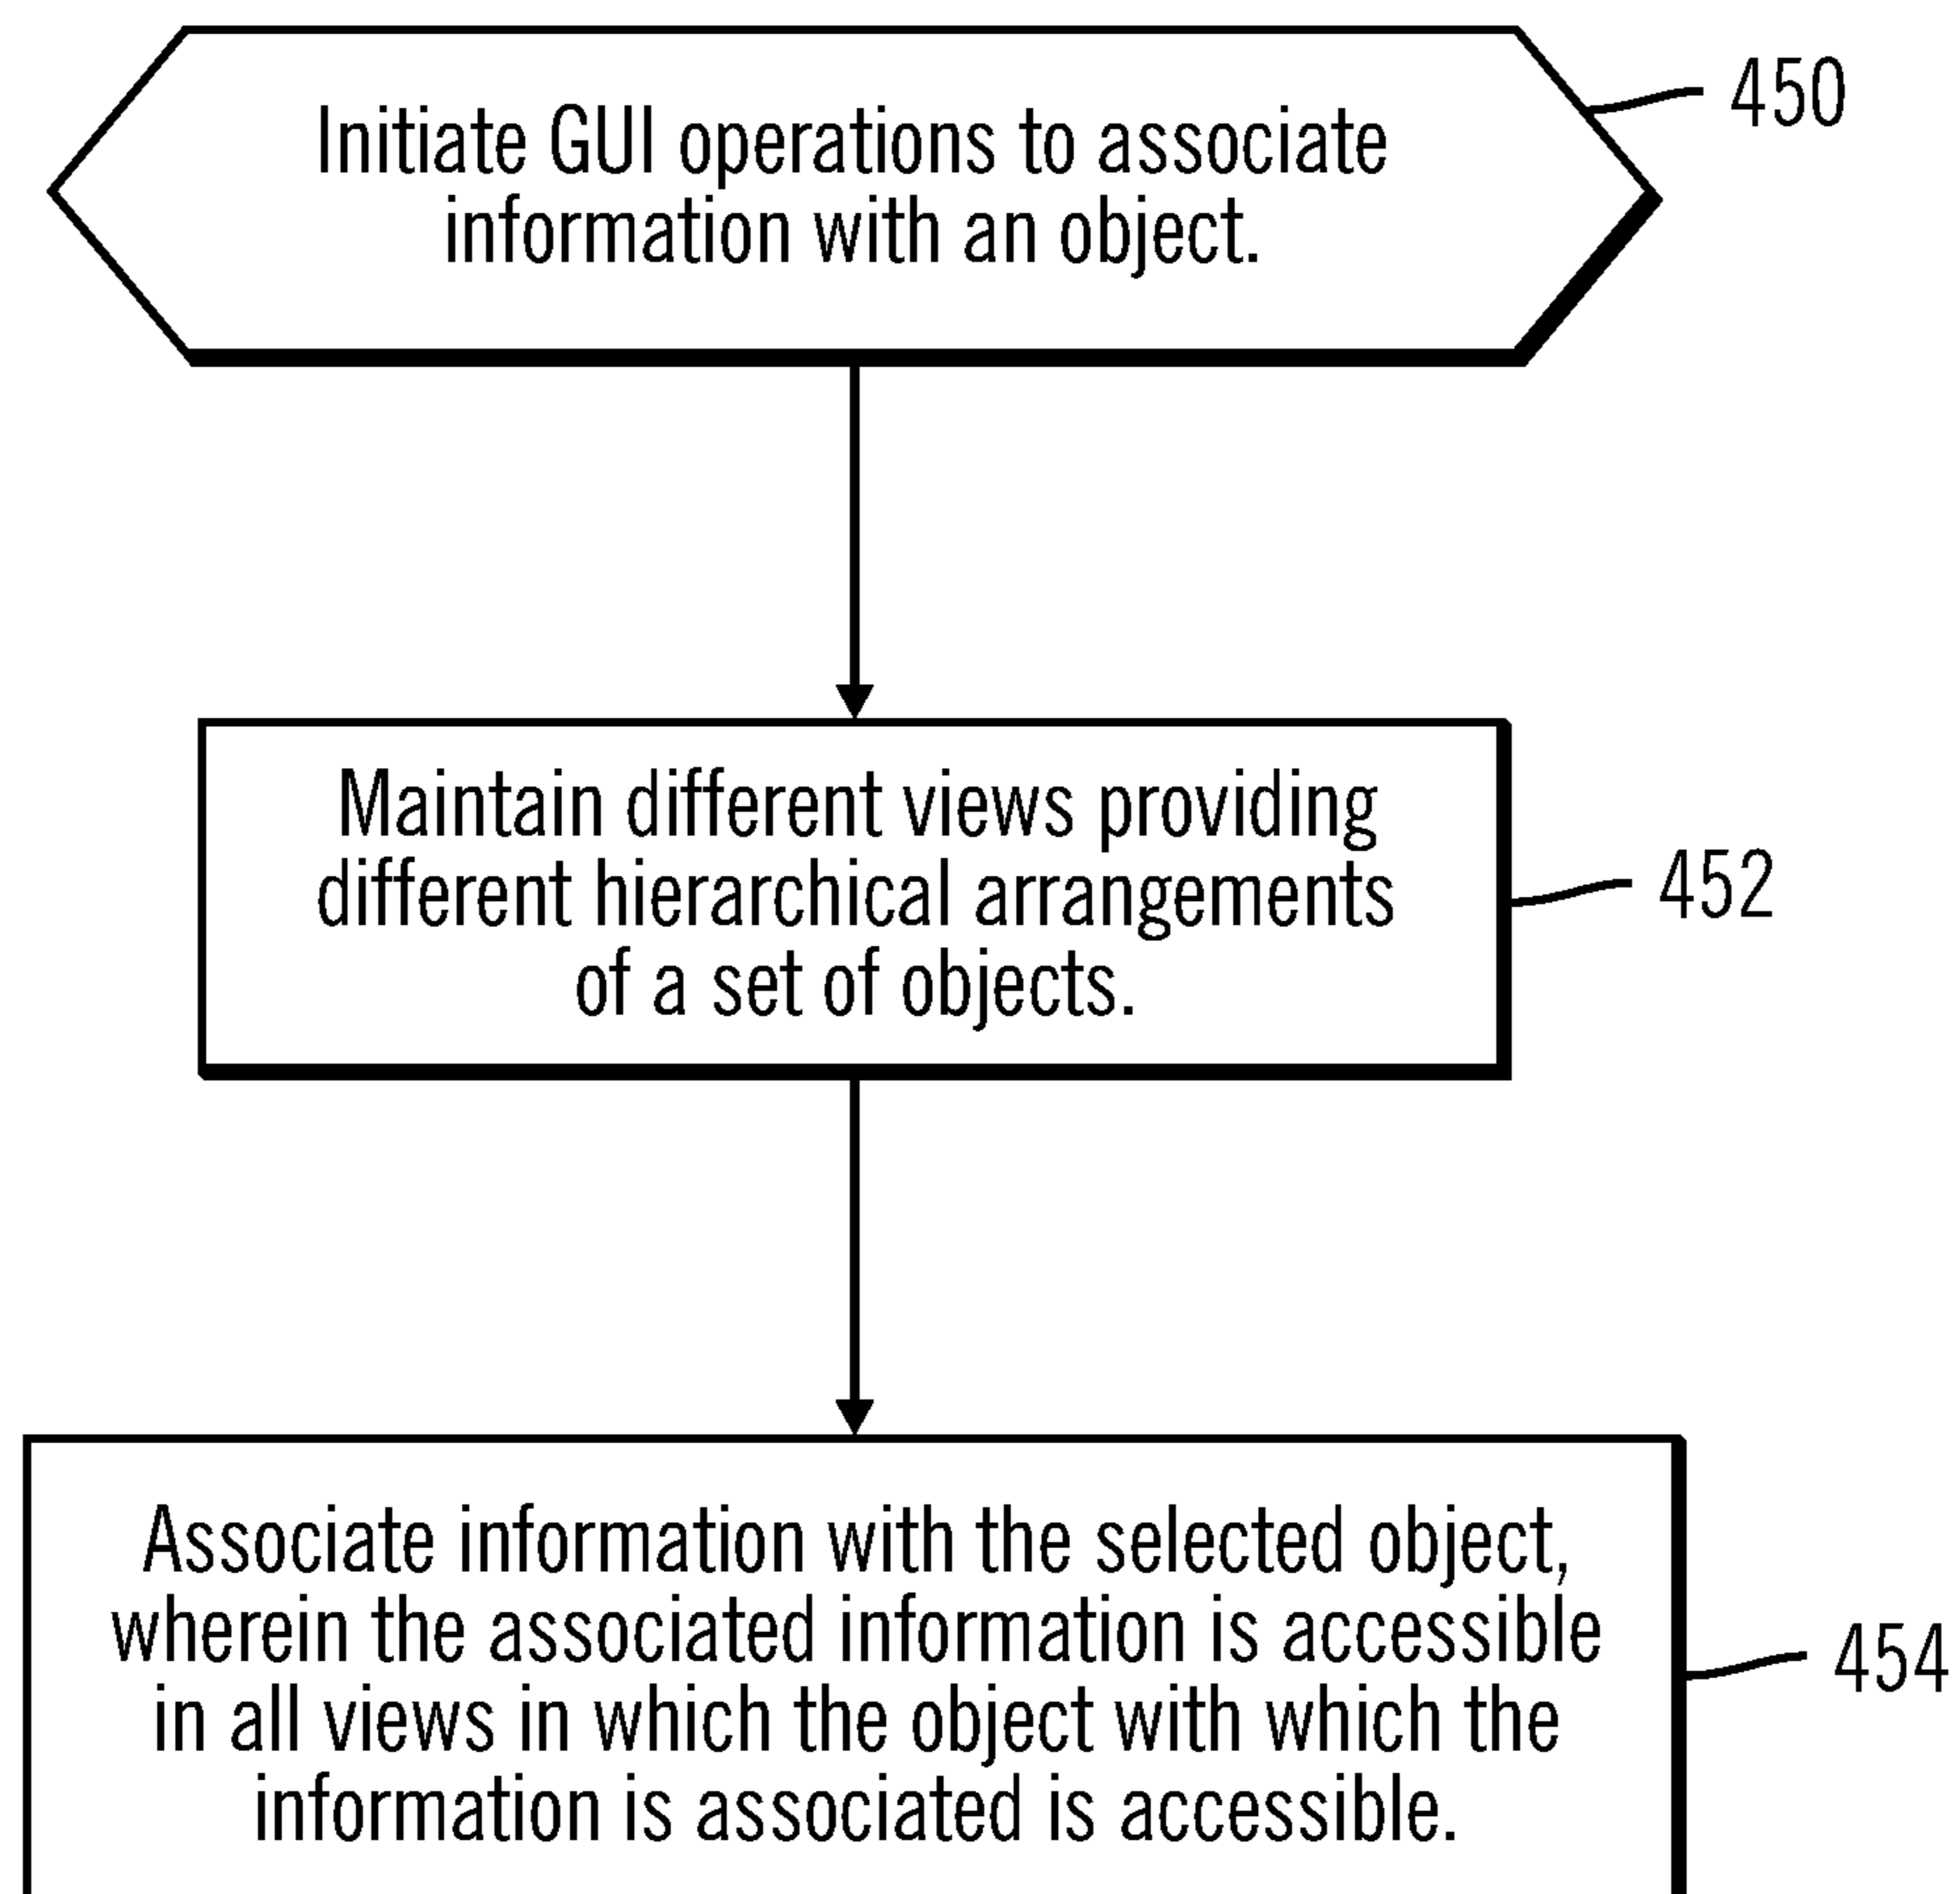 Initiate GUI operations to associate
information with an object.
450
Maintain different views providing
different hierarchical arrangements
of a set of objects.
452
Associate information with the selected object,
wherein the associated information is accessible
in all views in which the object with which the
information is associated is accessible.
454